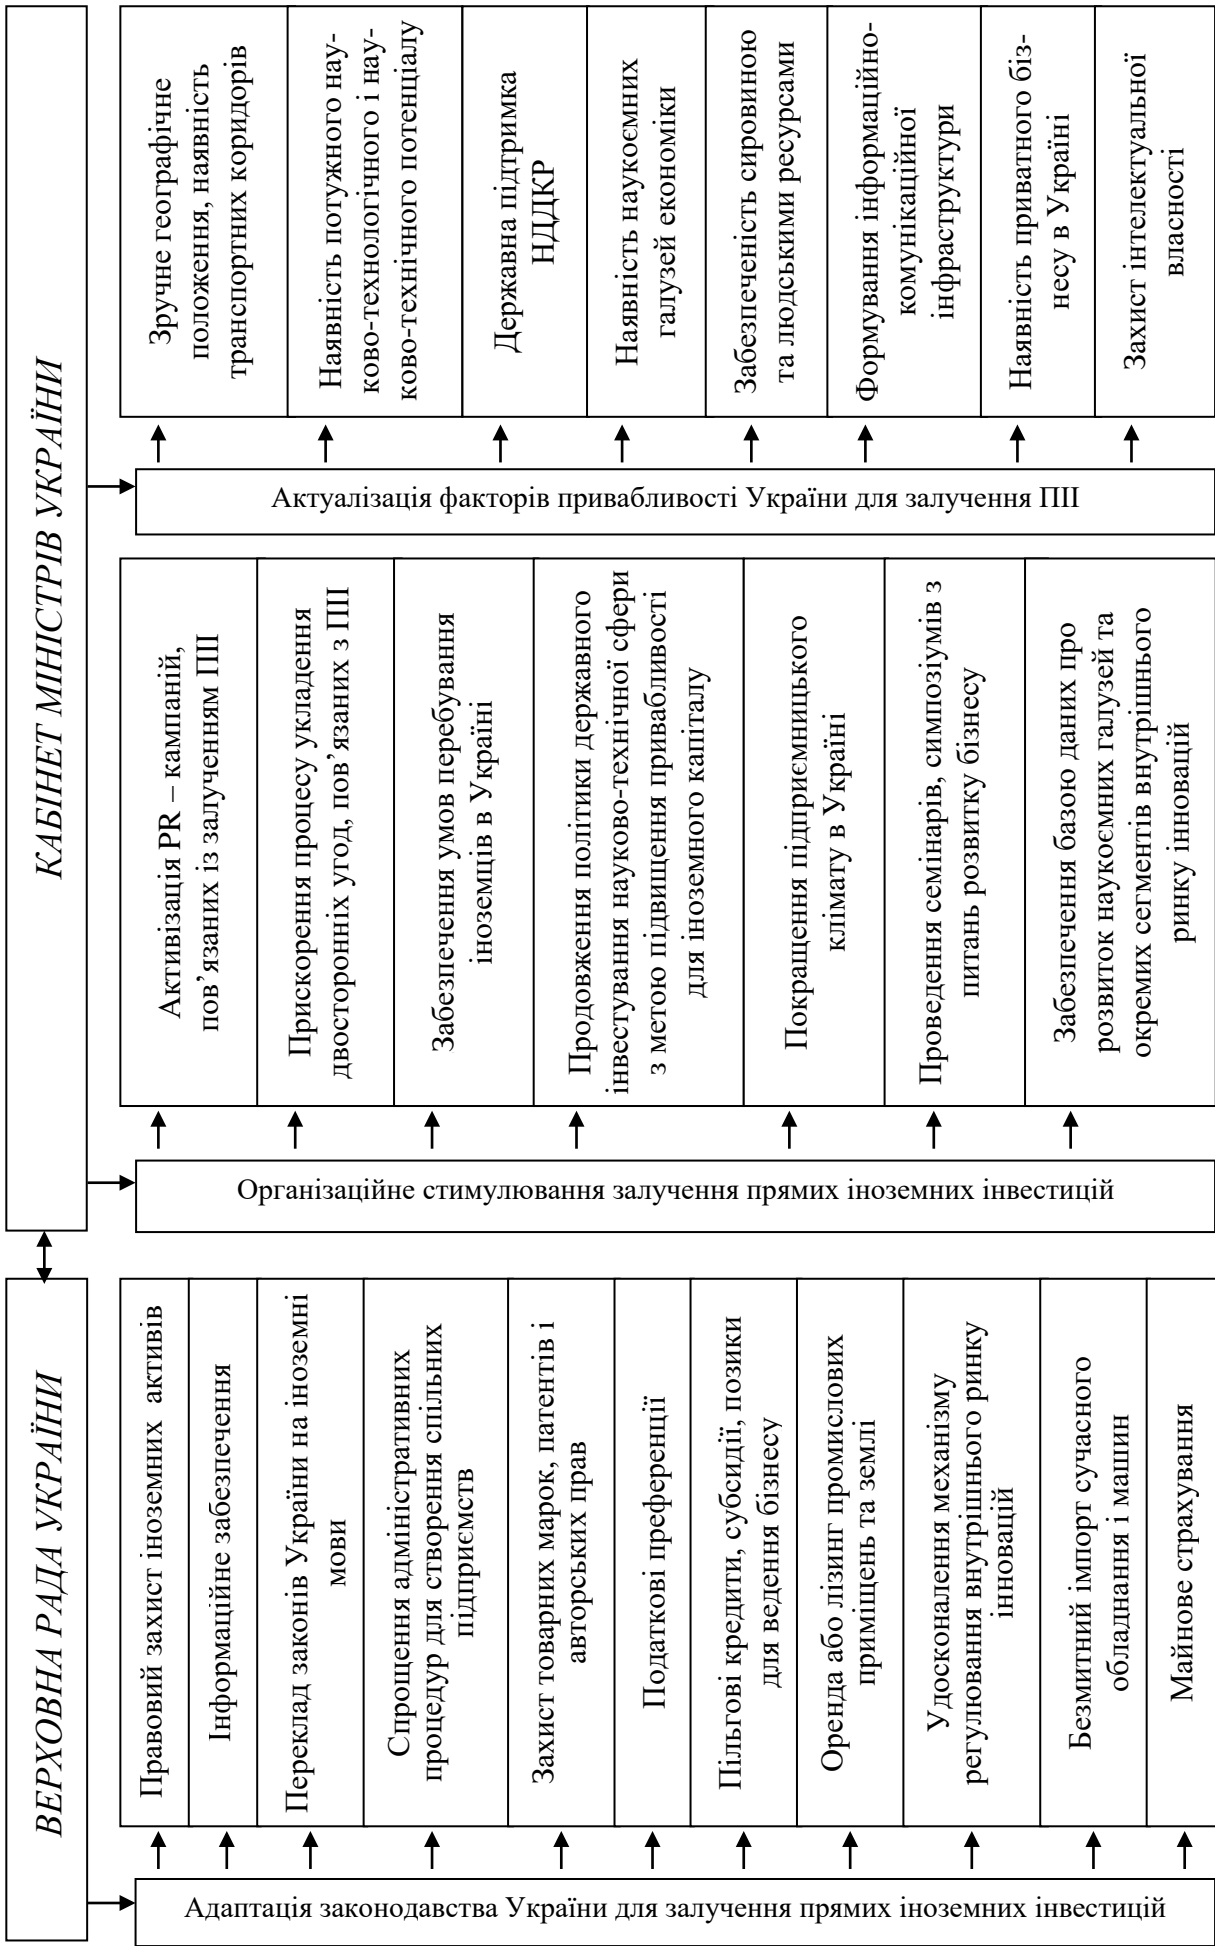 ВЕРХОВНА РАДА УКРАЇНИ
КАБІНЕТ МІНІСТРІВ УКРАЇНИ
Адаптація законодавства України для залучення прямих іноземних інвестицій
Правовий захист іноземних активів
Інформаційне забезпечення
Переклад законів України на іноземні
мови
Спрощення адміністративних
процедур для створення спільних
підприємств
Захист товарних марок, патентів і
авторських прав
Податкові преференції
Пільгові кредити, субсидії, позики
для ведення бізнесу
Оренда або лізинг промислових
приміщень та землі
Удосконалення механізму
регулювання внутрішнього ринку
інновацій
Безмитний імпорт сучасного
обладнання і машин
Майнове страхування
Організаційне стимулювання залучення прямих іноземних інвестицій
Активізація PR – кампаній,
пов’язаних із залученням ПІІ
Прискорення процесу укладення
двосторонніх угод, пов’язаних з ПІІ
Забезпечення умов перебування
іноземців в Україні
Продовження політики державного
інвестування науково-технічної сфери
з метою підвищення привабливості
для іноземного капіталу
Покращення підприємницького
клімату в Україні
Проведення семінарів, симпозіумів з
питань розвитку бізнесу
Забезпечення базою даних про
розвиток наукоємних галузей та
окремих сегментів внутрішнього
ринку інновацій
Актуалізація факторів привабливості України для залучення ПІІ
Зручне географічне
положення, наявність
транспортних коридорів
Наявність потужного нау-
ково-технологічного і нау-
ково-технічного потенціалу
Державна підтримка
НДДКР
Наявність наукоємних
галузей економіки
Забезпеченість сировиною
та людськими ресурсами
Формування інформаційно-
комунікаційної
інфраструктури
Наявність приватного біз-
несу в Україні
Захист інтелектуальної
власності